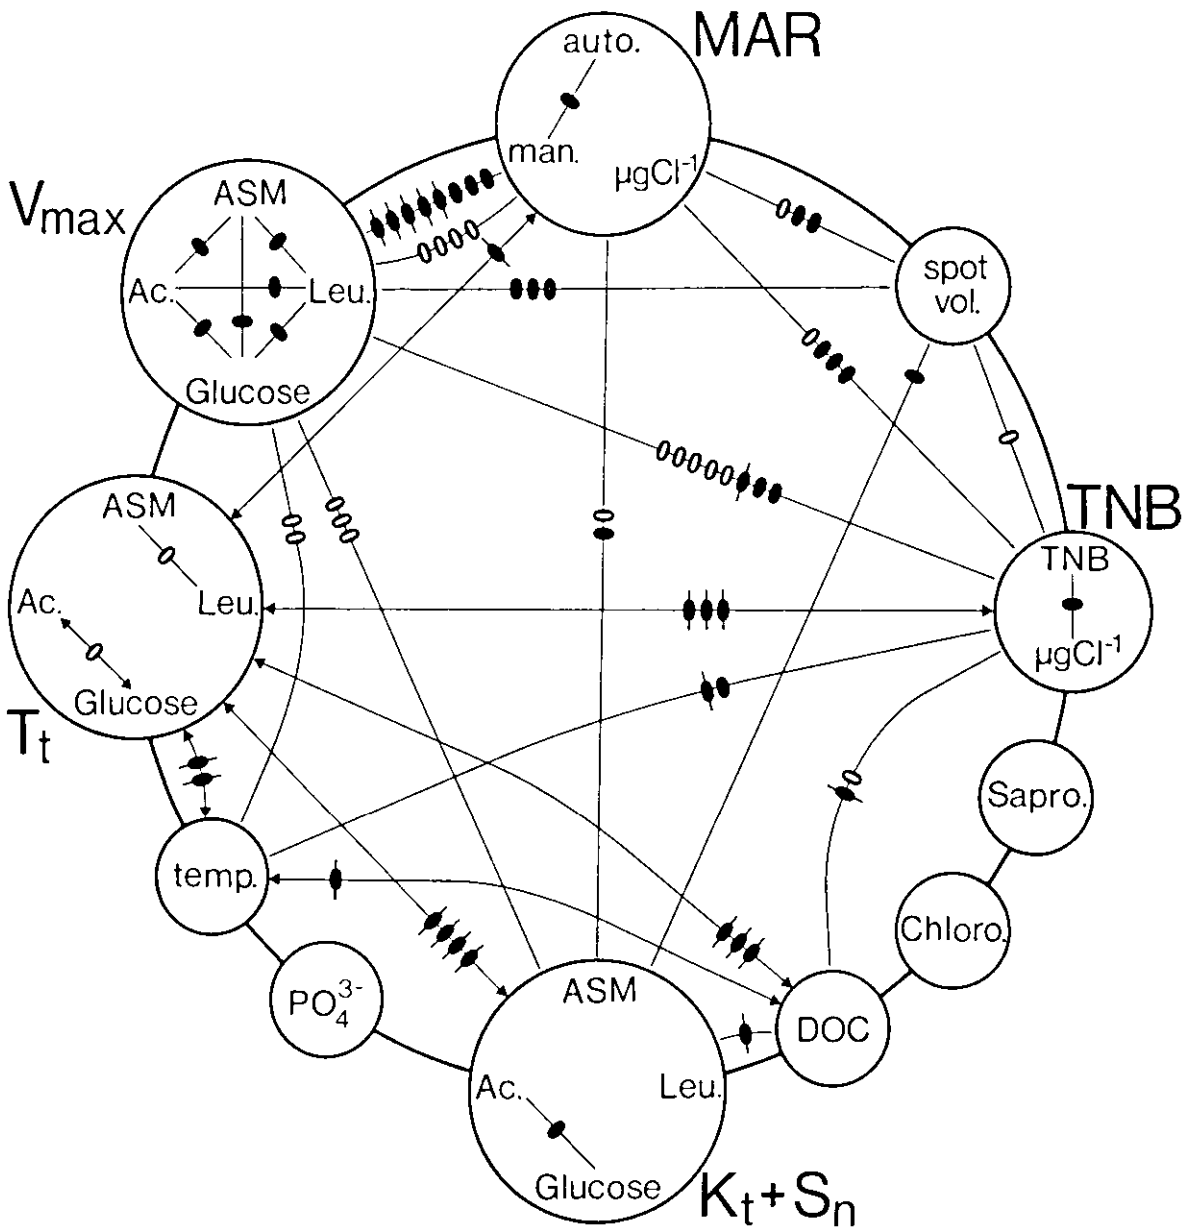 MAR
auto.
man.
µgCl⁻¹
Vmax
ASM
Ac.
Leu.
Glucose
spot
vol.
TNB
TNB
µgCl⁻¹
ASM
Ac.
Leu.
Glucose
Tt
Sapro.
temp.
Chloro.
PO₄³⁻
DOC
ASM
Ac.
Leu.
Glucose
Kt+Sn